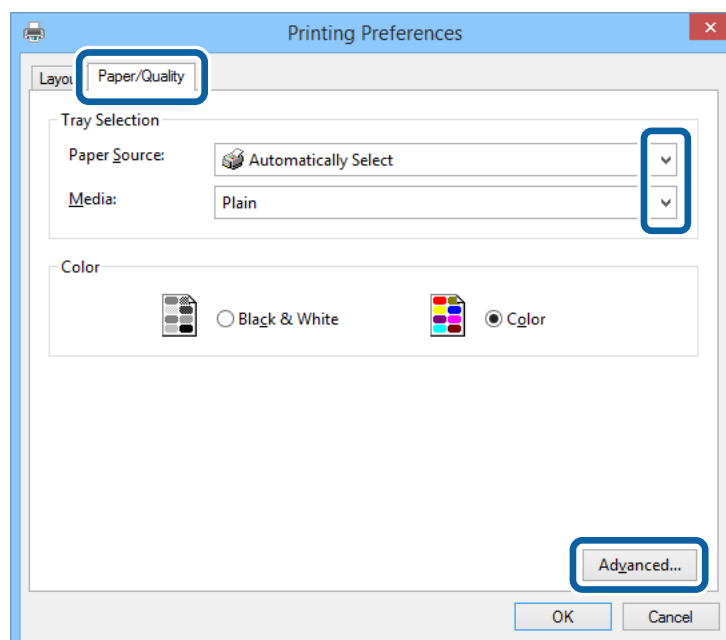 Printing Preferences
Layou Paper/Quality
Tray Selection
Paper Source: Automatically Select
Media: Plain
Color
Black & White Color
Advanced...
OK Cancel